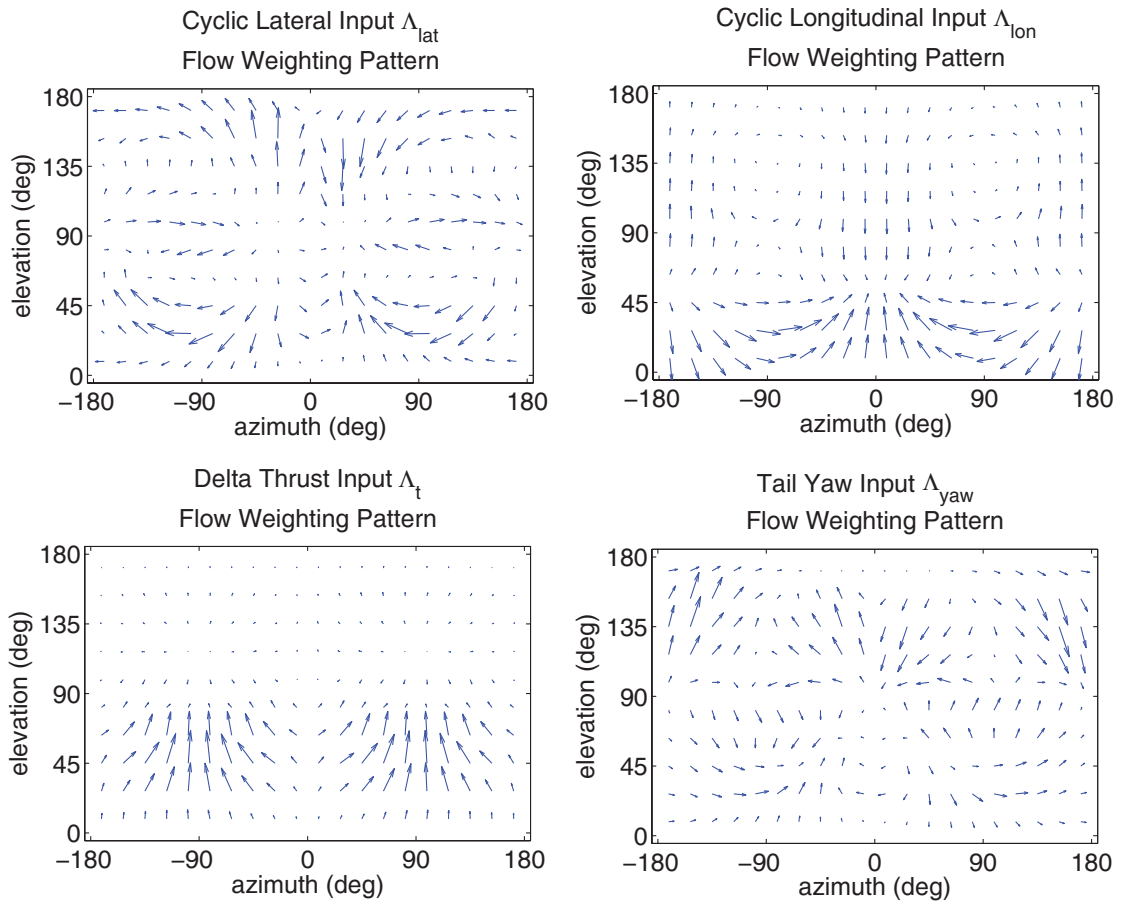 Cyclic Lateral Input Λlat
Flow Weighting Pattern
180
135
90
45
0
elevation (deg)
−180 −90 0 90 180
azimuth (deg)
Cyclic Longitudinal Input Λlon
Flow Weighting Pattern
180
135
90
45
0
elevation (deg)
−180 −90 0 90 180
azimuth (deg)
Delta Thrust Input Λt
Flow Weighting Pattern
180
135
90
45
0
elevation (deg)
−180 −90 0 90 180
azimuth (deg)
Tail Yaw Input Λyaw
Flow Weighting Pattern
180
135
90
45
0
elevation (deg)
−180 −90 0 90 180
azimuth (deg)